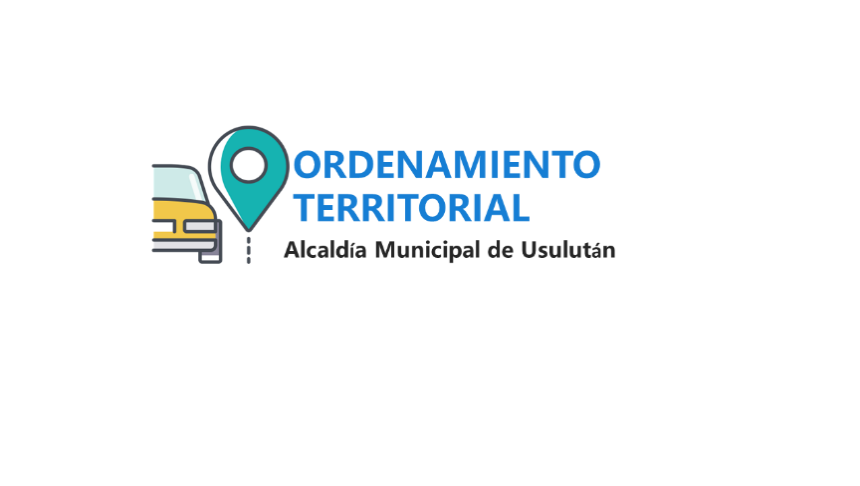 ORDENAMIENTO
TERRITORIAL
Alcaldía Municipal de Usulután